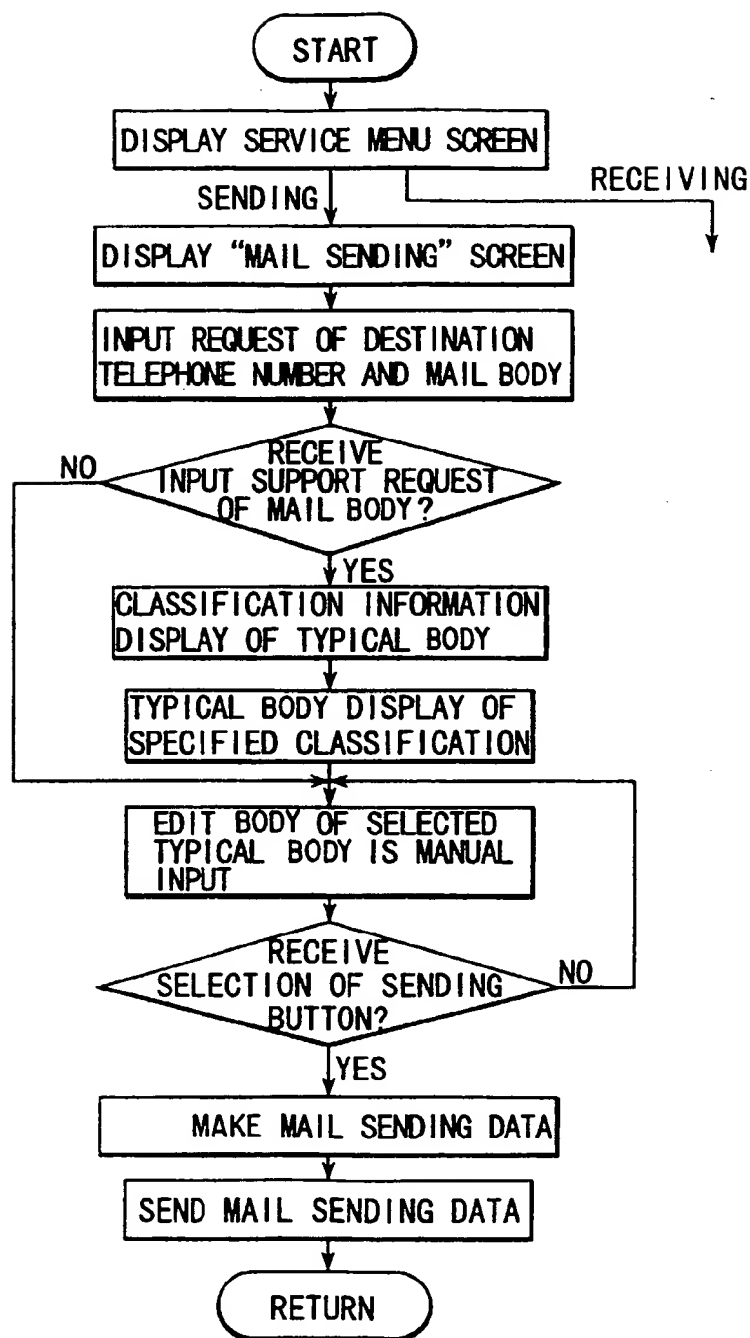 START
DISPLAY SERVICE MENU SCREEN
RECEIVING
SENDING
DISPLAY “MAIL SENDING” SCREEN
INPUT REQUEST OF DESTINATION
TELEPHONE NUMBER AND MAIL BODY
NO
RECEIVE
INPUT SUPPORT REQUEST
OF MAIL BODY?
YES
CLASSIFICATION INFORMATION
DISPLAY OF TYPICAL BODY
TYPICAL BODY DISPLAY OF
SPECIFIED CLASSIFICATION
EDIT BODY OF SELECTED
TYPICAL BODY IS MANUAL
INPUT
RECEIVE
SELECTION OF SENDING
BUTTON?
NO
YES
MAKE MAIL SENDING DATA
SEND MAIL SENDING DATA
RETURN